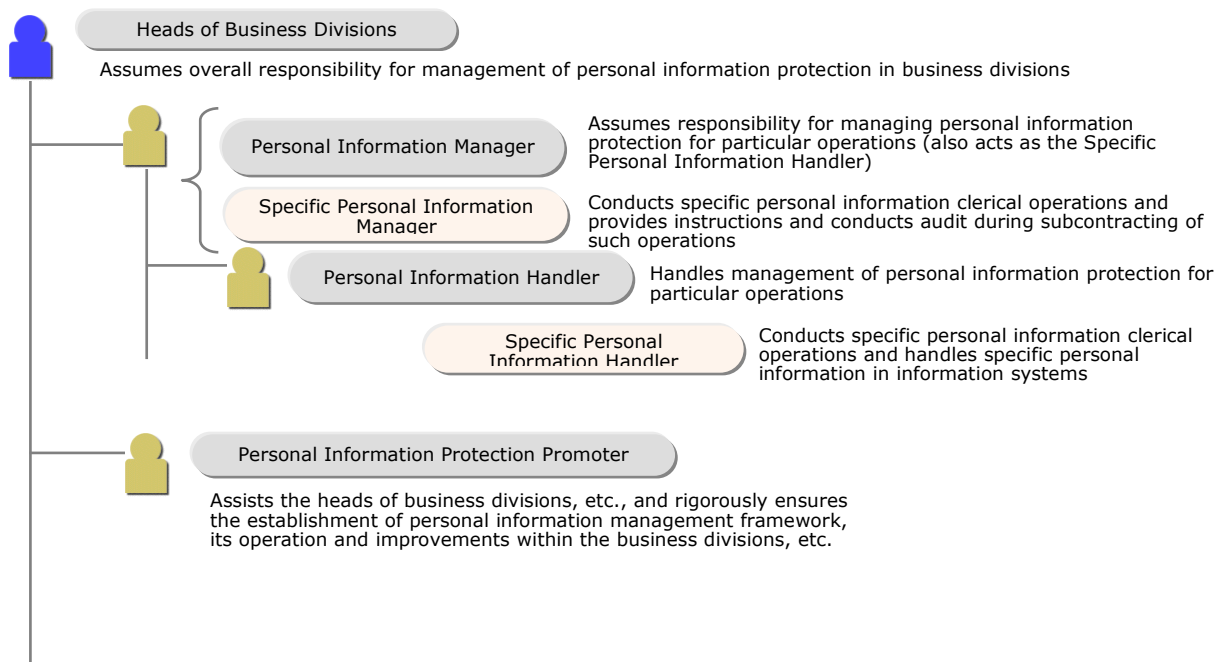 Heads of Business Divisions
Assumes overall responsibility for management of personal information protection in business divisions
Personal Information Manager
Assumes responsibility for managing personal information
protection for particular operations (also acts as the Specific
Personal Information Handler)
Specific Personal Information
Manager
Conducts specific personal information clerical operations and
provides instructions and conducts audit during subcontracting of
such operations
Personal Information Handler
Handles management of personal information protection for
particular operations
Specific Personal
Information Handler
Conducts specific personal information clerical
operations and handles specific personal
information in information systems
Personal Information Protection Promoter
Assists the heads of business divisions, etc., and rigorously ensures
the establishment of personal information management framework,
its operation and improvements within the business divisions, etc.